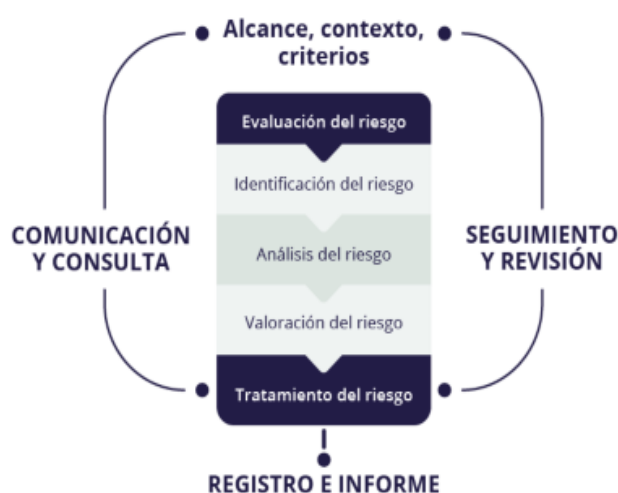 Alcance, contexto,
criterios
Evaluación del riesgo
Identificación del riesgo
COMUNICACIÓN
Y CONSULTA
Análisis del riesgo
SEGUIMIENTO
Y REVISIÓN
Valoración del riesgo
Tratamiento del riesgo
REGISTRO E INFORME